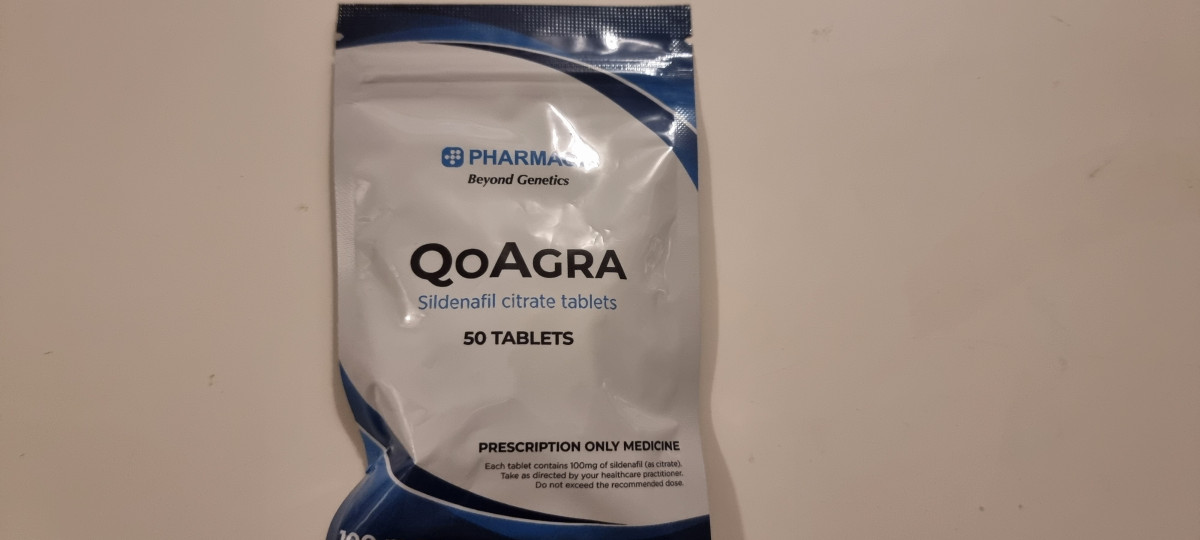 Beyond Genetics
QOAGRA
Sildenafil citrate tablets
50 TABLETS
PRESCRIPTION ONLY MEDICINE
Each tablet contains 100mg of sildenafil (as citrate).
Take as directed by your healthcare practitioner.
Do not exceed the recommended dose.